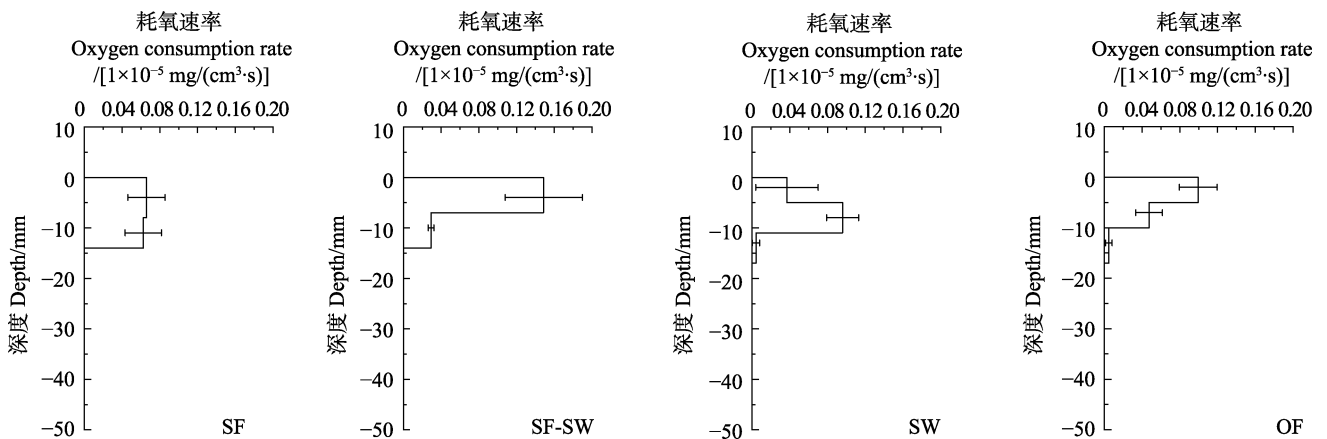 耗氧速率
Oxygen consumption rate
/[1×10⁻⁵ mg/(cm³·s)]
0 0.04 0.08 0.12 0.16 0.20
10
0
−10
−20
−30
−40
−50
深度 Depth/mm
SF
耗氧速率
Oxygen consumption rate
/[1×10⁻⁵ mg/(cm³·s)]
0 0.04 0.08 0.12 0.16 0.20
10
0
−10
−20
−30
−40
−50
深度 Depth/mm
SF-SW
耗氧速率
Oxygen consumption rate
/[1×10⁻⁵ mg/(cm³·s)]
0 0.04 0.08 0.12 0.16 0.20
10
0
−10
−20
−30
−40
−50
深度 Depth/mm
SW
耗氧速率
Oxygen consumption rate
/[1×10⁻⁵ mg/(cm³·s)]
0 0.04 0.08 0.12 0.16 0.20
10
0
−10
−20
−30
−40
−50
深度 Depth/mm
OF